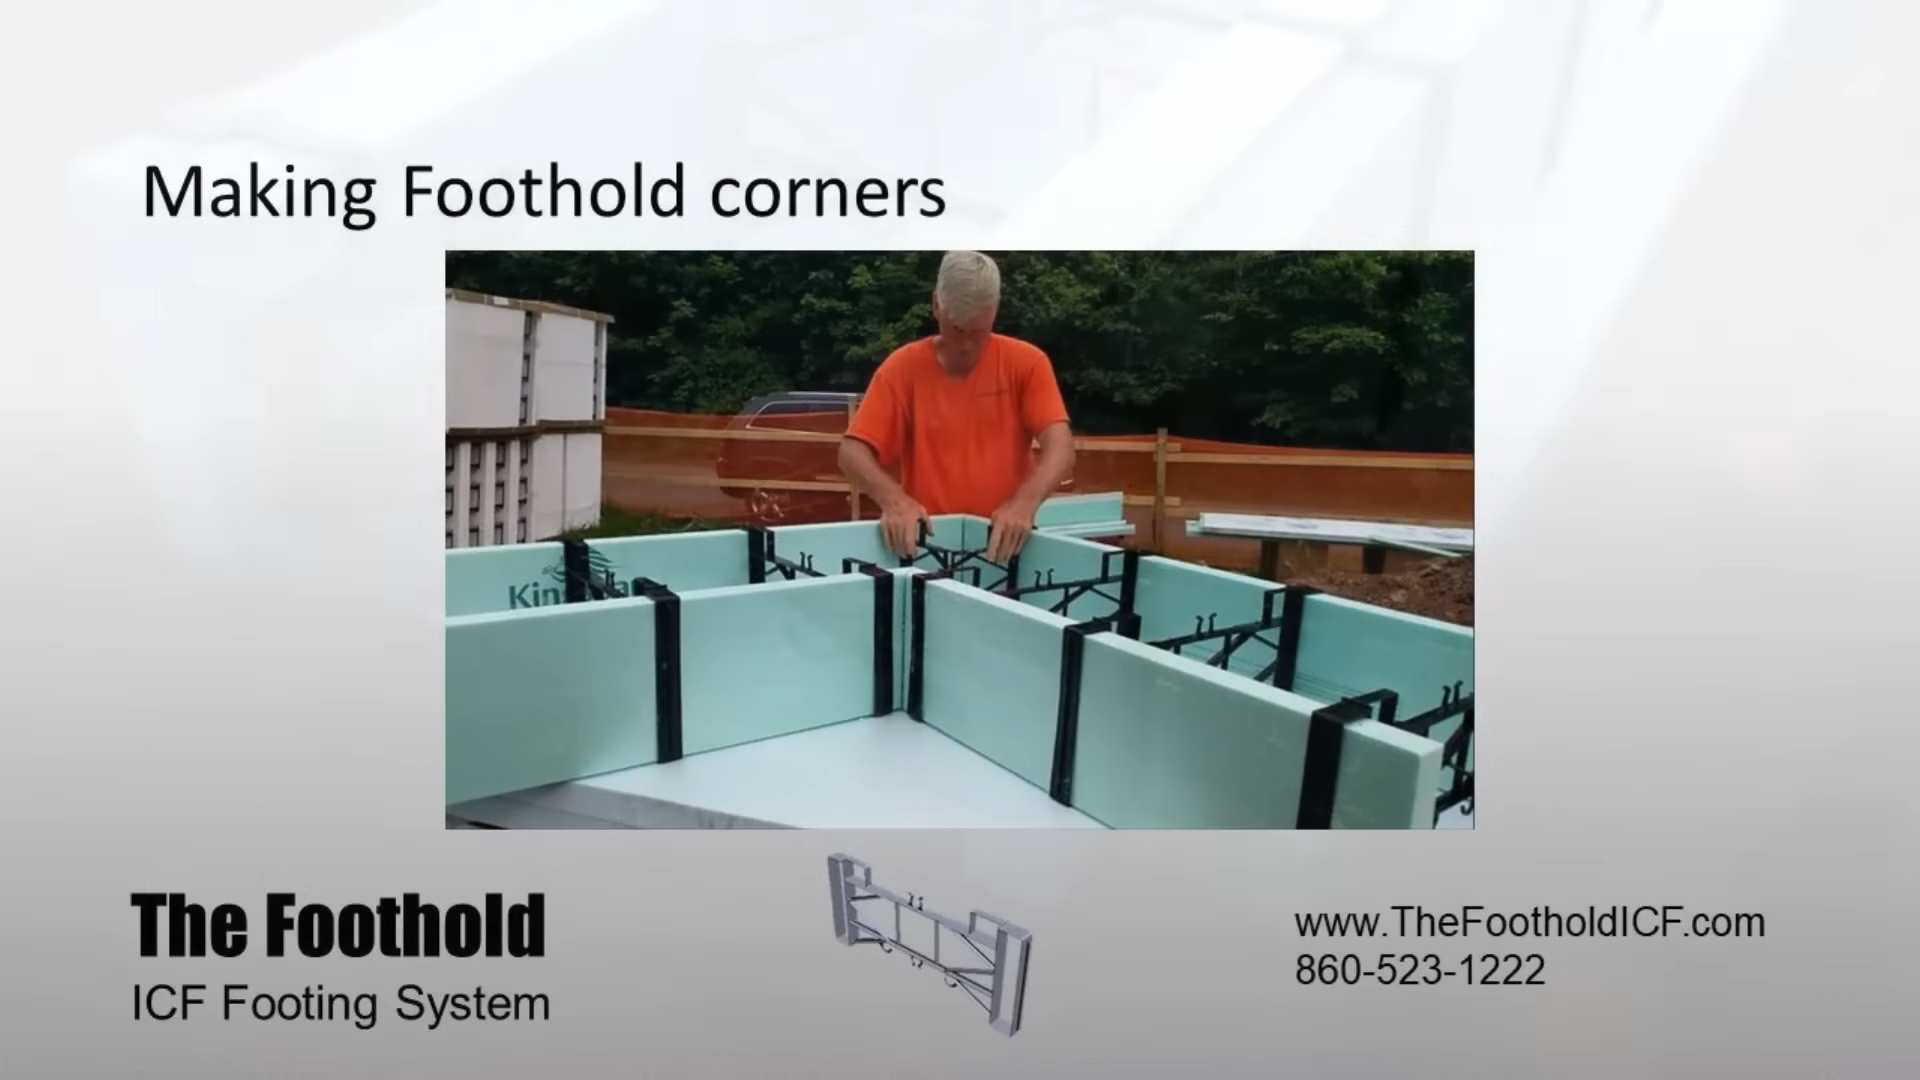 Making Foothold corners
The Foothold
ICF Footing System
www.TheFootholdICF.com
860-523-1222